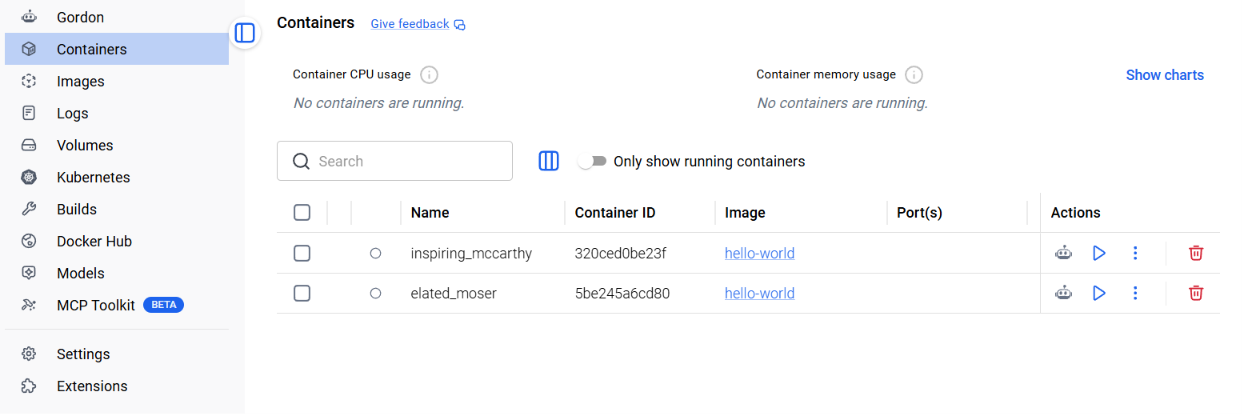 Gordon
Containers
Images
Logs
Volumes
Kubernetes
Builds
Docker Hub
Models
MCP Toolkit BETA
Settings
Extensions
Containers Give feedback
Container CPU usage
No containers are running.
Container memory usage
No containers are running.
Show charts
Search
Only show running containers
Name Container ID Image Port(s) Actions
inspiring_mccarthy 320ced0be23f hello-world
elated_moser 5be245a6cd80 hello-world